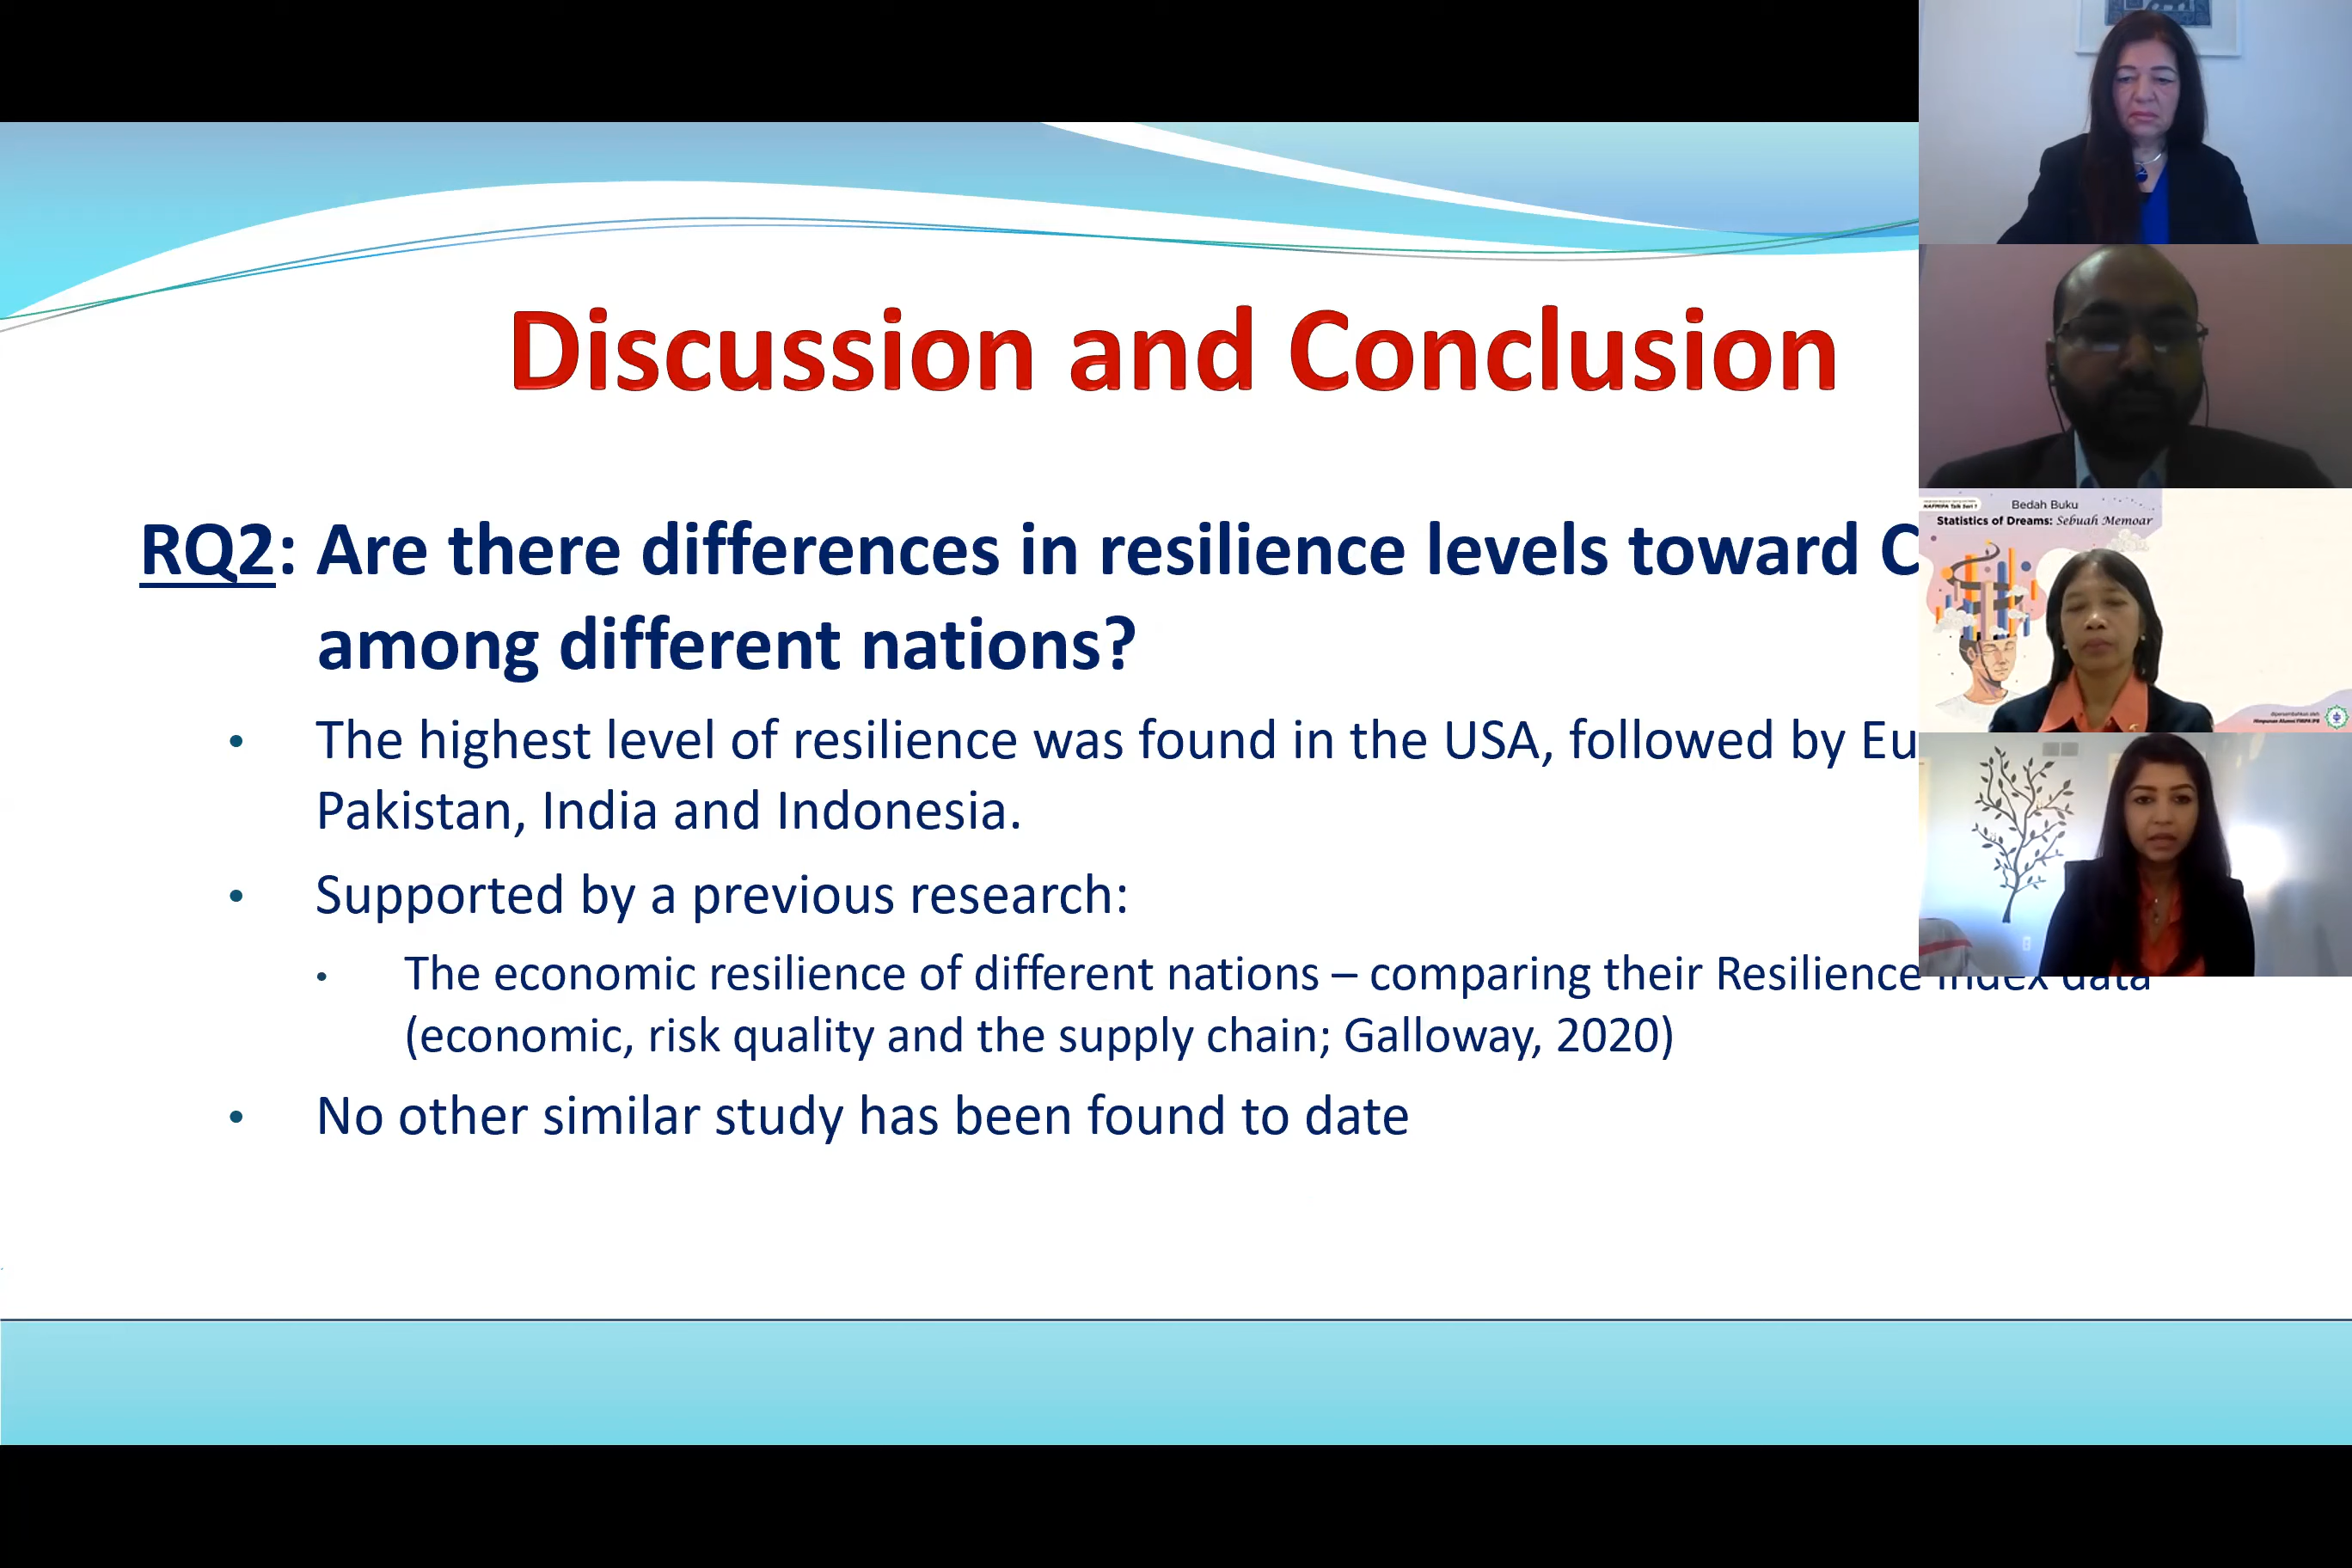 Discussion and Conclusion
RQ2: Are there differences in resilience levels toward C
among different nations?
• The highest level of resilience was found in the USA, followed by Eu
Pakistan, India and Indonesia.
• Supported by a previous research:
• The economic resilience of different nations – comparing their Resilience Index data
(economic, risk quality and the supply chain; Galloway, 2020)
• No other similar study has been found to date
Bedah Buku
Statistics of Dreams: Sebuah Memoar